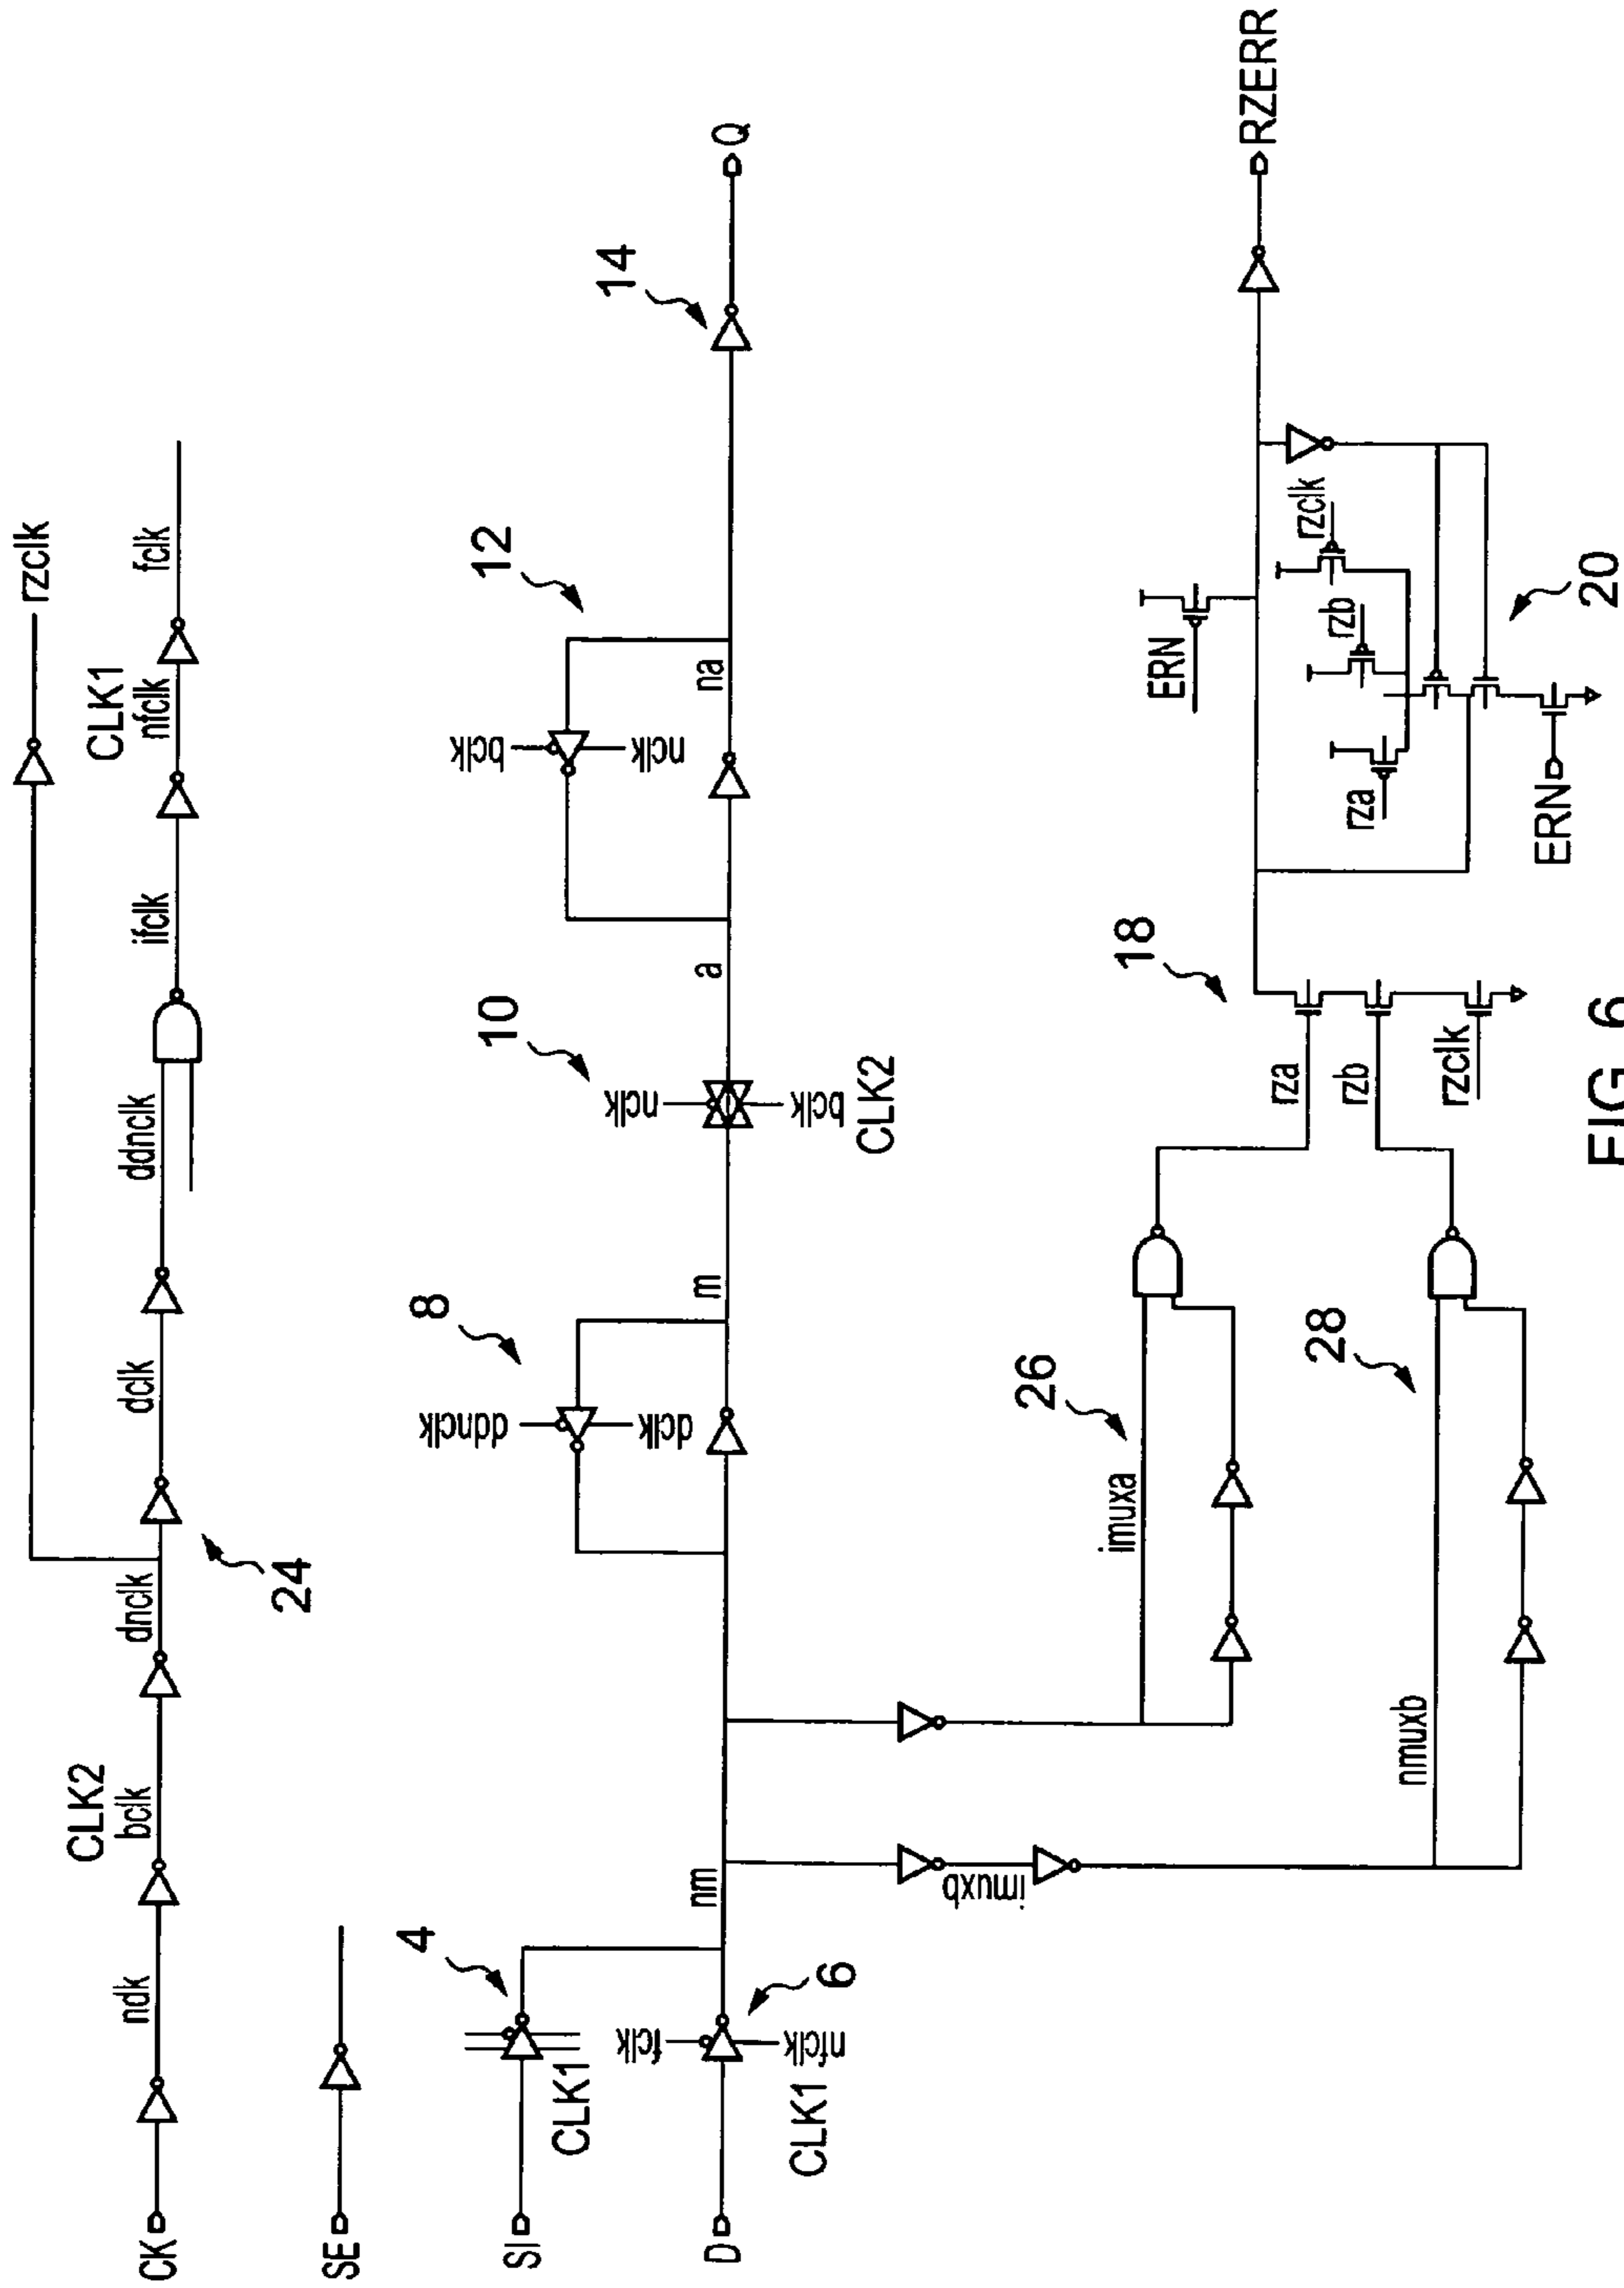 CK
ndk
CLK2
bclk
dnclk
24
dclk
ddnclk
ifclk
CLK1
nfclk
fclk
rzclk
SE
SI
4
CLK1
D
fclk
6
nfclk
CLK1
nm
8
ddnclk
dclk
m
10
nclk
bclk
CLK2
a
12
bclk
nclk
na
14
Q
imuxb
imuxa
26
nmuxb
28
rza
rzb
rzclk
18
ERN
rza
rzb
rzclk
ERN
20
RZERR
FIG. 6